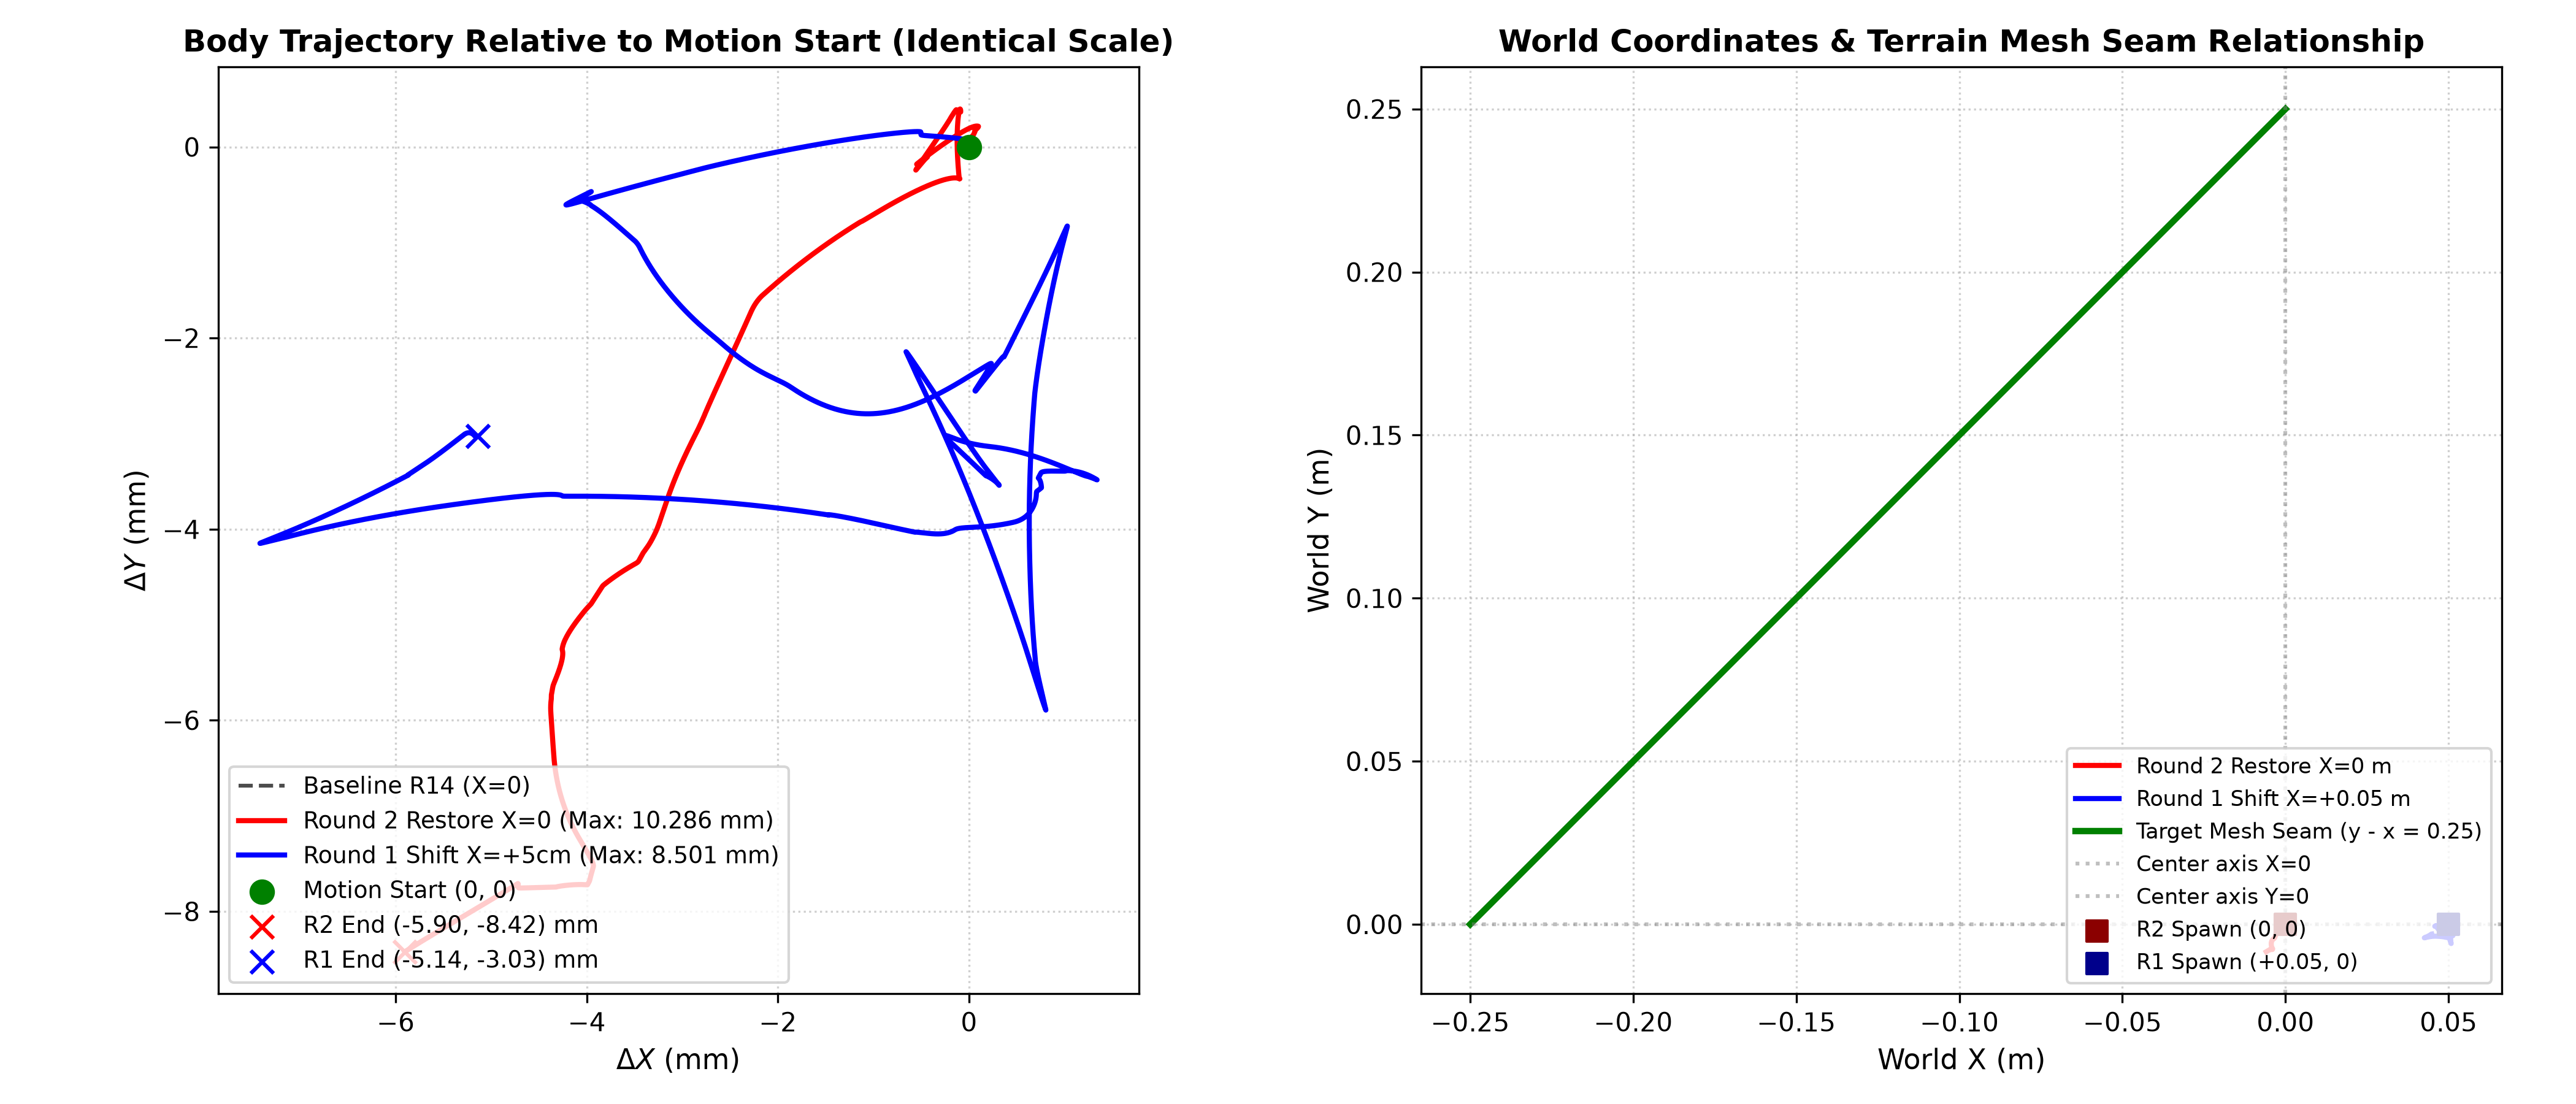 Body Trajectory Relative to Motion Start (Identical Scale)
ΔY (mm)
0
−2
−4
−6
−8
Baseline R14 (X=0)
Round 2 Restore X=0 (Max: 10.286 mm)
Round 1 Shift X=+5cm (Max: 8.501 mm)
Motion Start (0, 0)
R2 End (-5.90, -8.42) mm
R1 End (-5.14, -3.03) mm
−6 −4 −2 0
ΔX (mm)
World Coordinates & Terrain Mesh Seam Relationship
World Y (m)
0.25
0.20
0.15
0.10
0.05
0.00
Round 2 Restore X=0 m
Round 1 Shift X=+0.05 m
Target Mesh Seam (y - x = 0.25)
Center axis X=0
Center axis Y=0
R2 Spawn (0, 0)
R1 Spawn (+0.05, 0)
−0.25 −0.20 −0.15 −0.10 −0.05 0.00 0.05
World X (m)